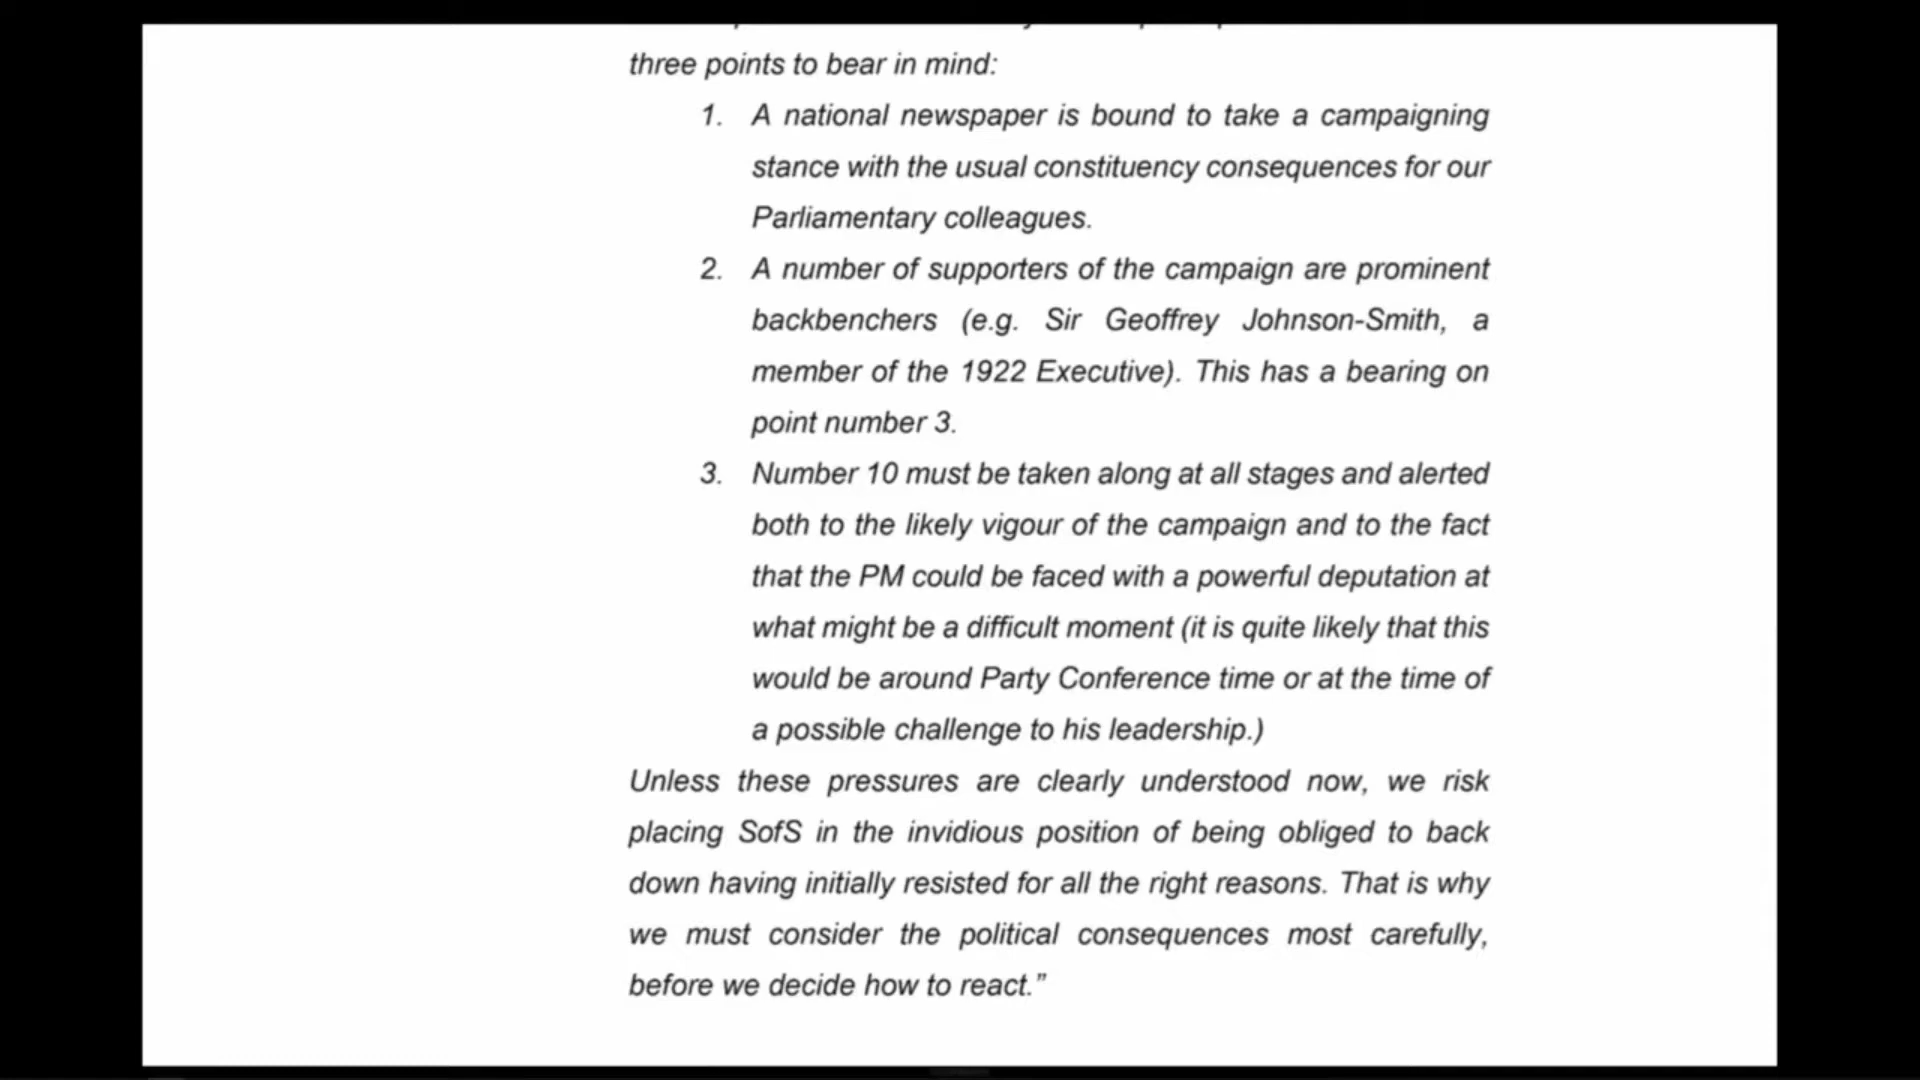 three points to bear in mind:
1. A national newspaper is bound to take a campaigning
stance with the usual constituency consequences for our
Parliamentary colleagues.
2. A number of supporters of the campaign are prominent
backbenchers (e.g. Sir Geoffrey Johnson-Smith, a
member of the 1922 Executive). This has a bearing on
point number 3.
3. Number 10 must be taken along at all stages and alerted
both to the likely vigour of the campaign and to the fact
that the PM could be faced with a powerful deputation at
what might be a difficult moment (it is quite likely that this
would be around Party Conference time or at the time of
a possible challenge to his leadership.)
Unless these pressures are clearly understood now, we risk
placing SofS in the invidious position of being obliged to back
down having initially resisted for all the right reasons. That is why
we must consider the political consequences most carefully,
before we decide how to react.”